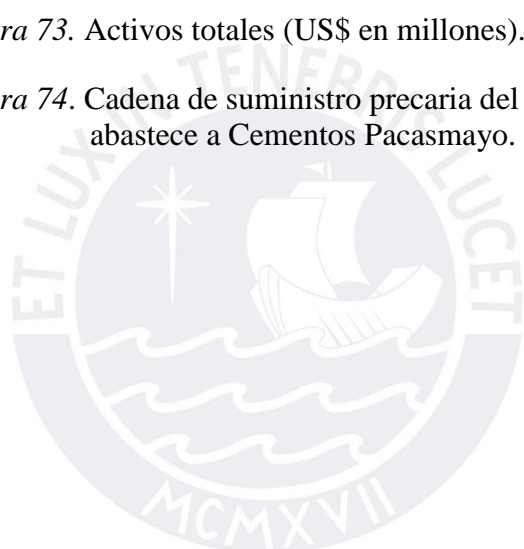 ra 73. Activos totales (US$ en millones).
ra 74. Cadena de suministro precaria del
abastece a Cementos Pacasmayo.
ET LUX IN TENEBRIS LUCET
MCMXVII